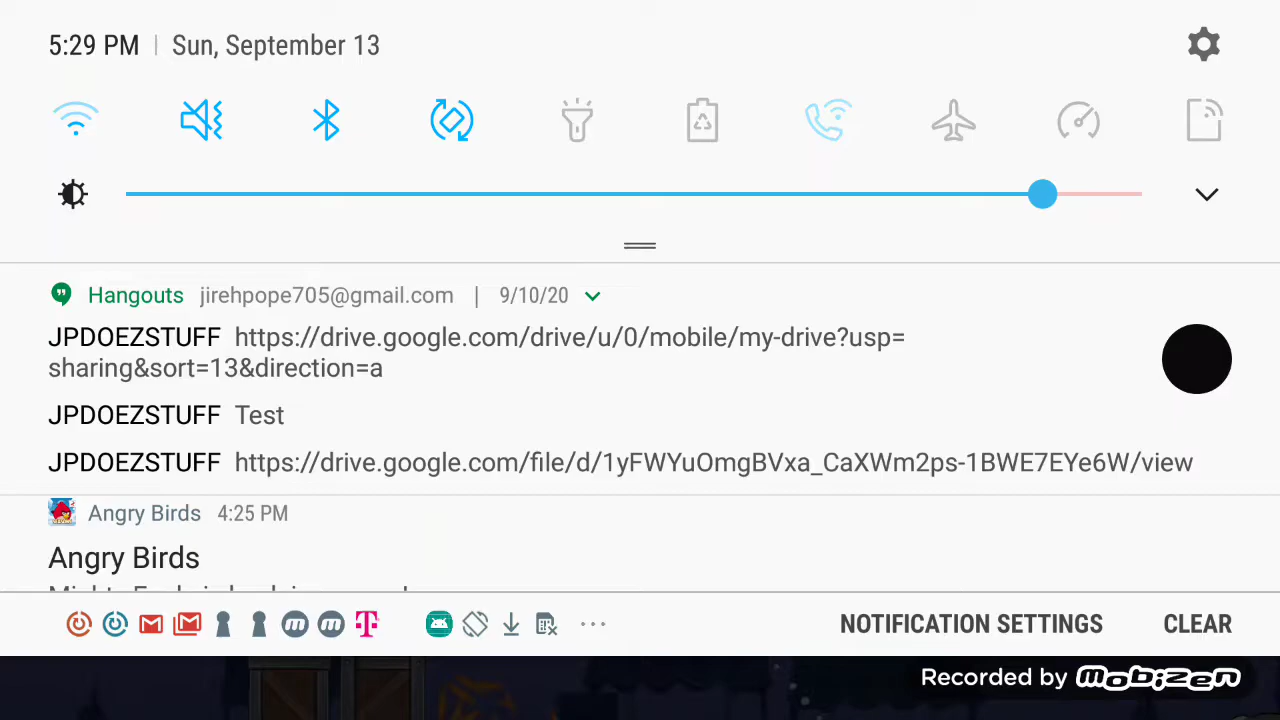 5:29 PM | Sun, September 13
Hangouts jirehpope705@gmail.com | 9/10/20
JPDOEZSTUFF https://drive.google.com/drive/u/0/mobile/my-drive?usp=
sharing&sort=13&direction=a
JPDOEZSTUFF Test
JPDOEZSTUFF https://drive.google.com/file/d/1yFWYuOmgBVxa_CaXWm2ps-1BWE7EYe6W/view
Angry Birds 4:25 PM
Angry Birds
NOTIFICATION SETTINGS CLEAR
Recorded by mobizen